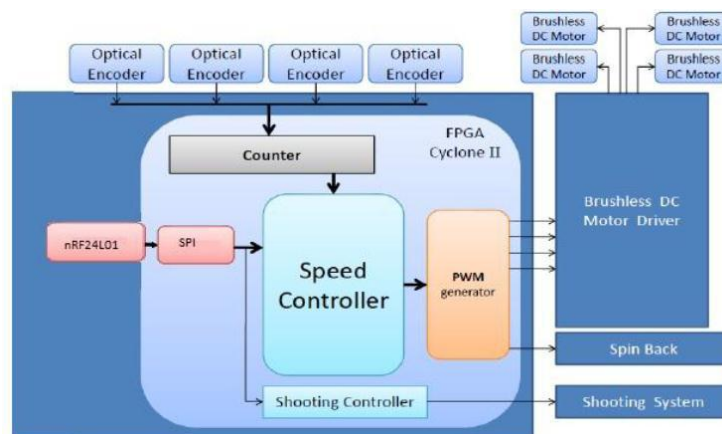 Brushless
DC Motor
Brushless
DC Motor
Brushless
DC Motor
Brushless
DC Motor
Optical
Encoder
Optical
Encoder
Optical
Encoder
Optical
Encoder
FPGA
Cyclone II
Counter
Brushless DC
Motor Driver
nRF24L01
SPI
Speed
Controller
PWM
generator
Spin Back
Shooting Controller
Shooting System